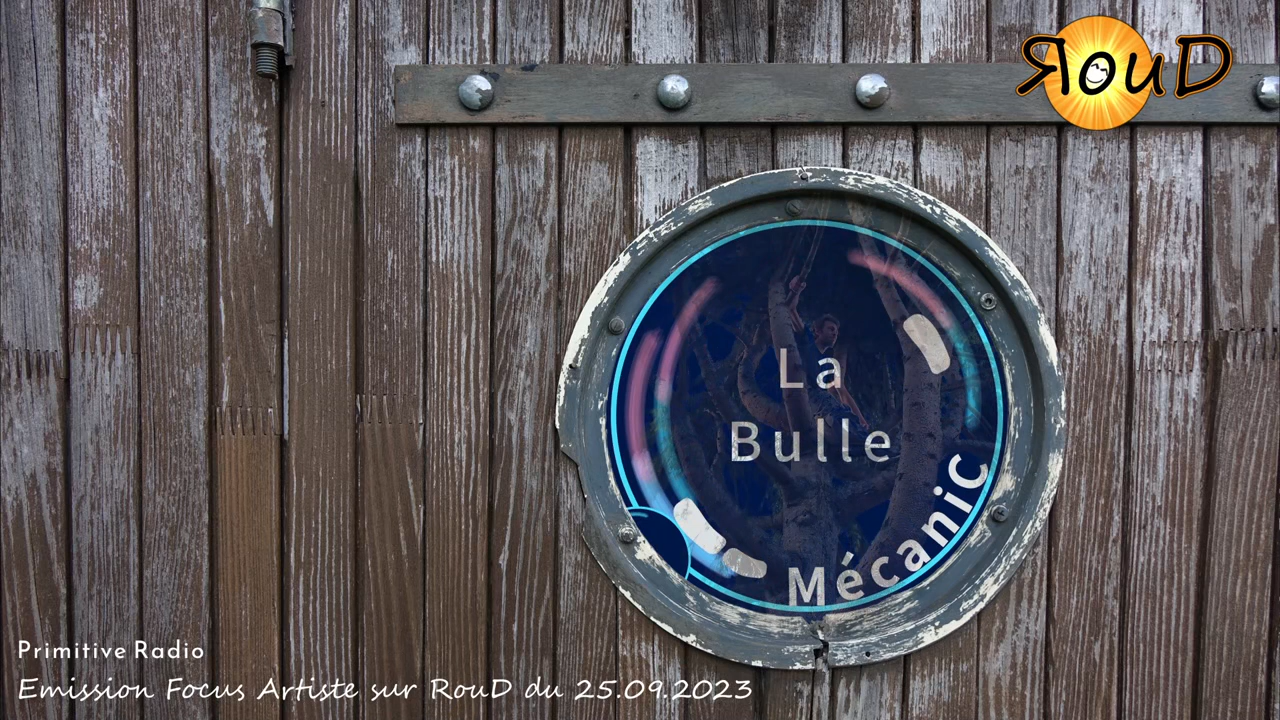 RouD
La
Bulle
MécaniC
Primitive Radio
Emission Focus Artiste sur RouD du 25.09.2023